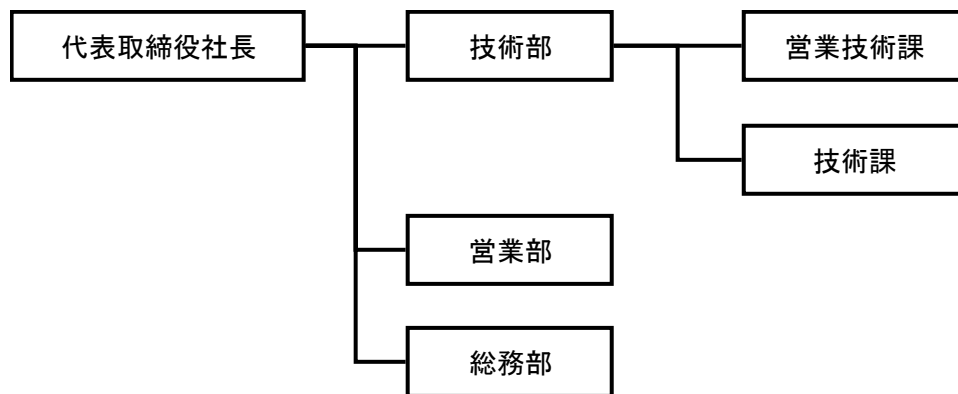 代表取締役社長
技術部
営業技術課
技術課
営業部
総務部